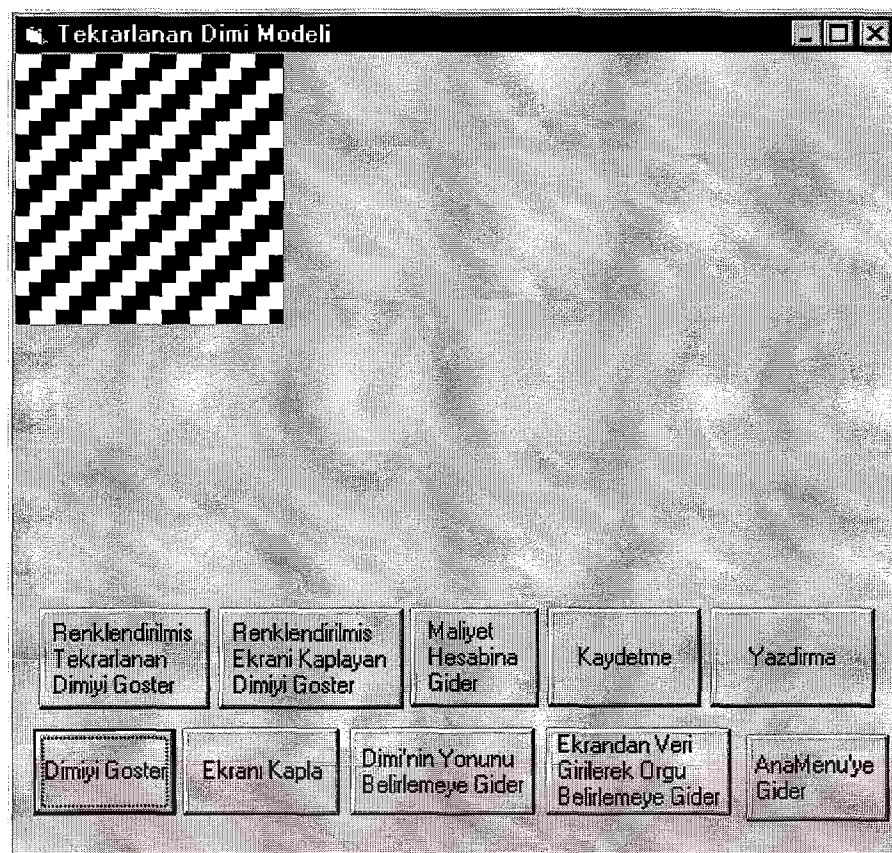 Tekrarlanan Dimi Modeli
Renklendirilmis
Tekrarlanan
Dimiyi Goster
Renklendirilmis
Ekrani Kaplayan
Dimiyi Goster
Maliyet
Hesabina
Gider
Kaydetme
Yazdirma
Dimiyi Goster
Ekranı Kapla
Dimi'nin Yonunu
Belirlemeye Gider
Ekrandan Veri
Girilerek Orgu
Belirlemeye Gider
AnaMenu'ye
Gider